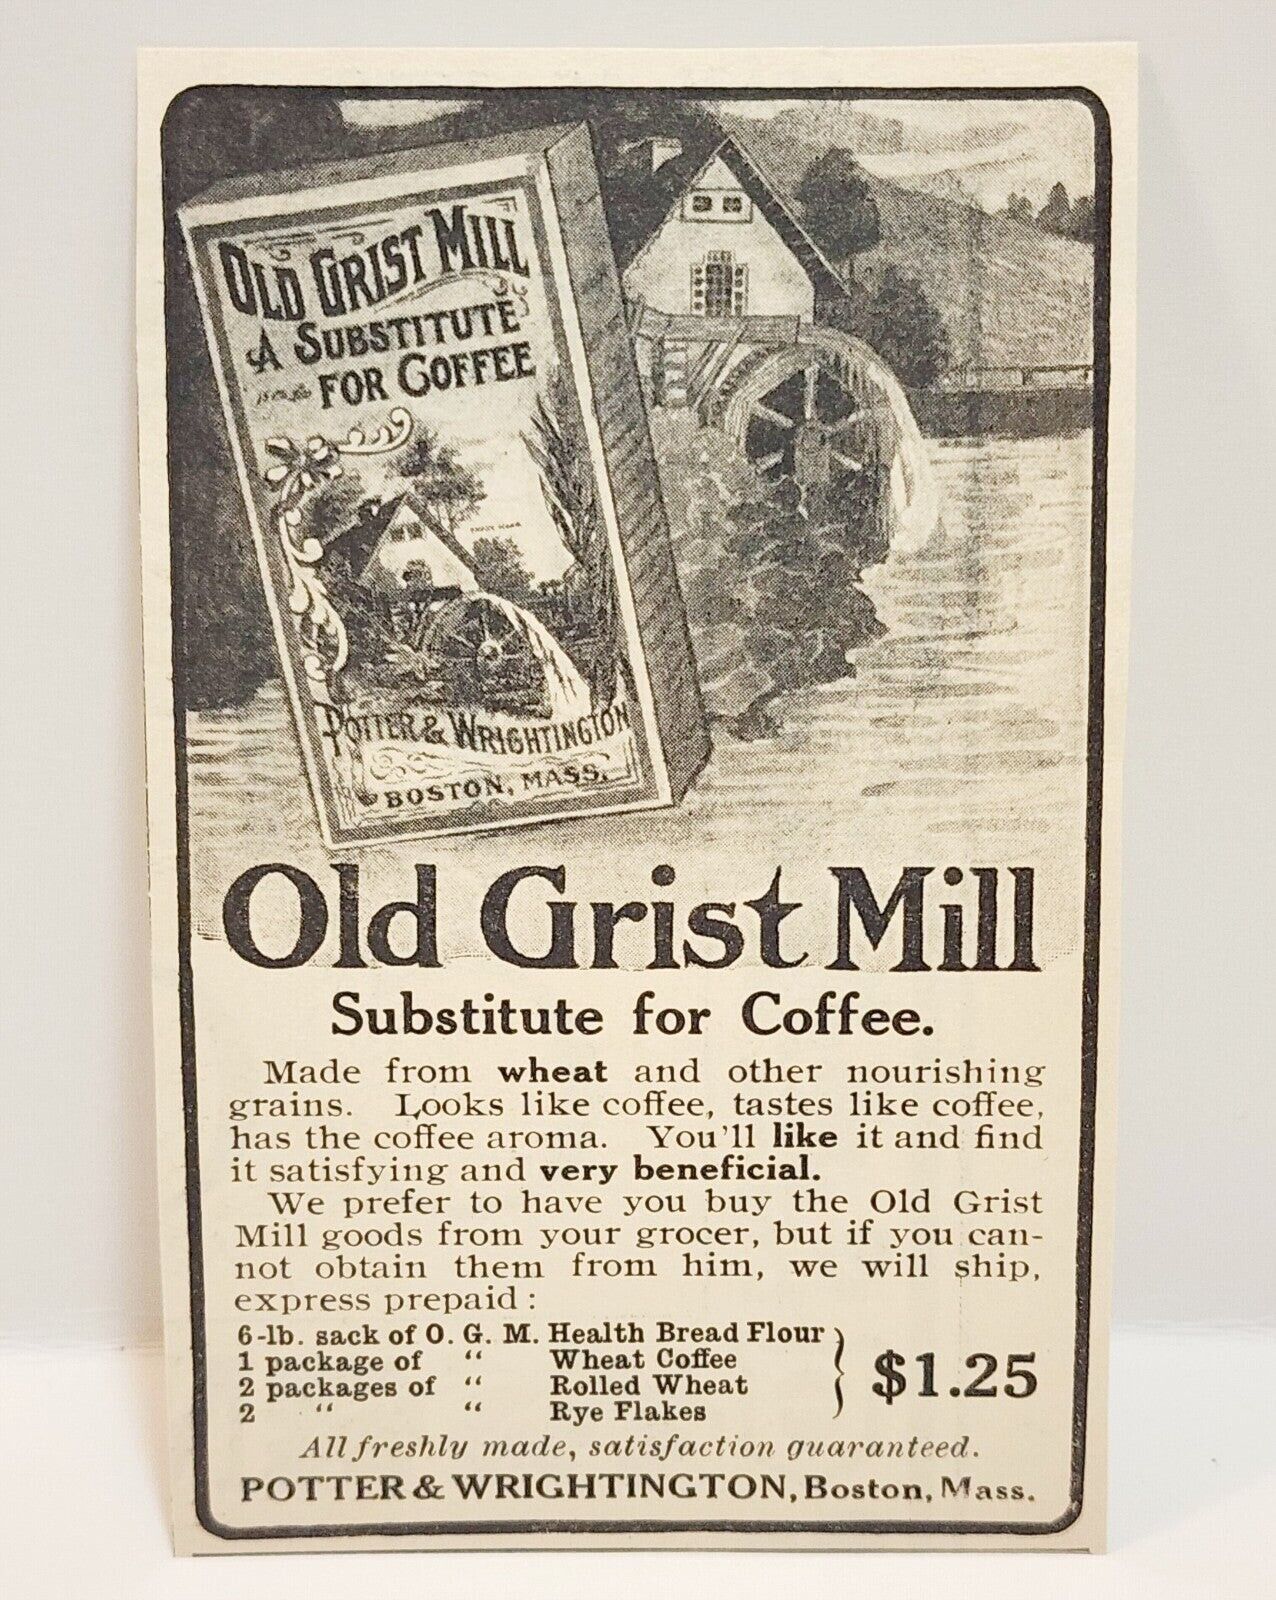 OLD GRIST MILL
A SUBSTITUTE
FOR COFFEE
POTTER & WRIGHTINGTON
BOSTON, MASS.
Old Grist Mill
Substitute for Coffee.
Made from wheat and other nourishing
grains. Looks like coffee, tastes like coffee,
has the coffee aroma. You'll like it and find
it satisfying and very beneficial.
We prefer to have you buy the Old Grist
Mill goods from your grocer, but if you can-
not obtain them from him, we will ship,
express prepaid:
6-lb. sack of O. G. M. Health Bread Flour
1 package of " Wheat Coffee
2 packages of " Rolled Wheat
2 " " Rye Flakes
$1.25
All freshly made, satisfaction guaranteed.
POTTER & WRIGHTINGTON, Boston, Mass.